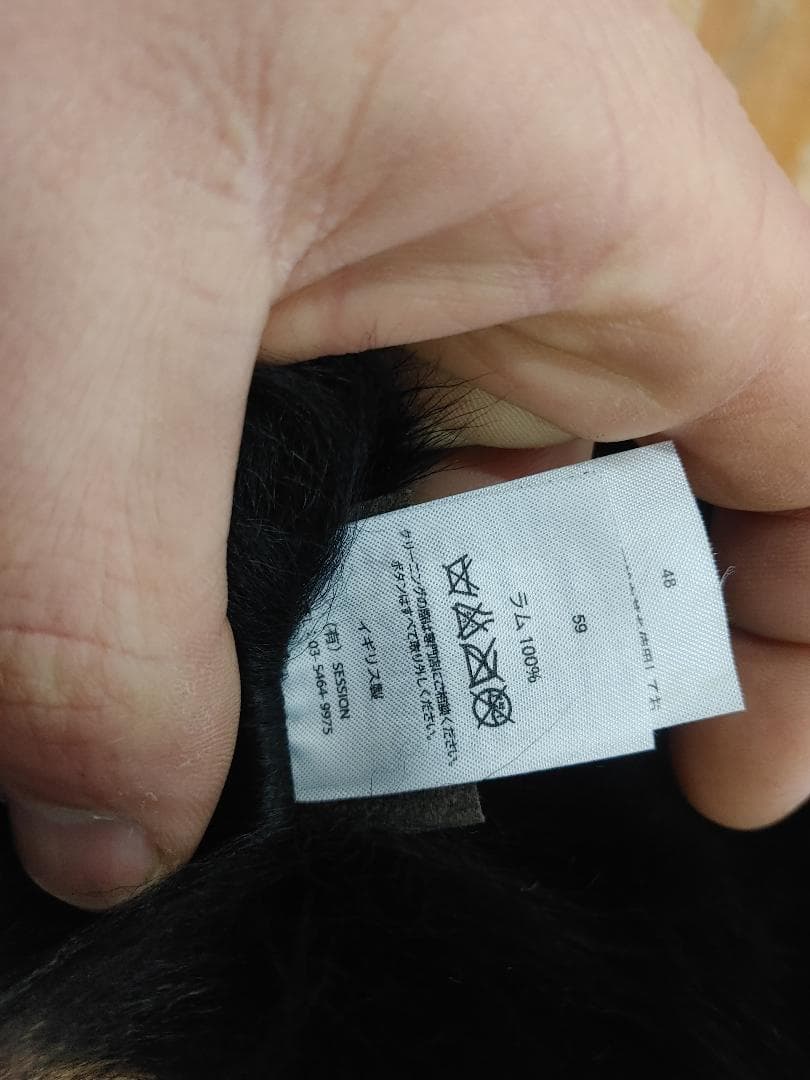 48
59
ラム 100%
クリーニングの際は専門店にご相談ください
ボタンはすべて取り外しください。
イギリス製
(有) SESSION
03 5464 9975